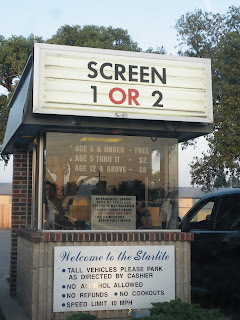 SCREEN
1 OR 2
AGE 4 & UNDER - FREE
AGE 5 THRU 11 - $2
AGE 12 & ABOVE - $8
Welcome to the Starlite
• TALL VEHICLES PLEASE PARK
AS DIRECTED BY CASHIER
• NO ALCOHOL ALLOWED
• NO REFUNDS • NO COOKOUTS
• SPEED LIMIT 10 MPH